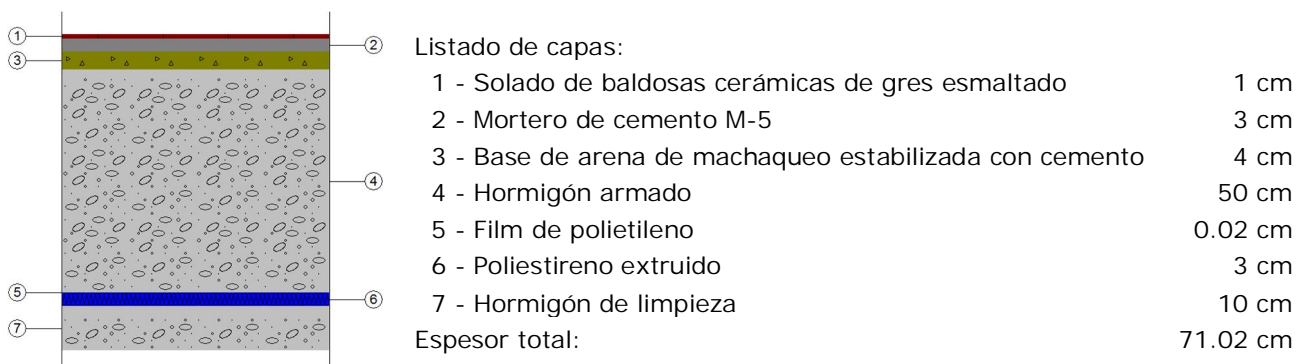 1
2
3
4
5
6
7
Listado de capas:
1 - Solado de baldosas cerámicas de gres esmaltado 1 cm
2 - Mortero de cemento M-5 3 cm
3 - Base de arena de machaqueo estabilizada con cemento 4 cm
4 - Hormigón armado 50 cm
5 - Film de polietileno 0.02 cm
6 - Poliestireno extruido 3 cm
7 - Hormigón de limpieza 10 cm
Espesor total: 71.02 cm